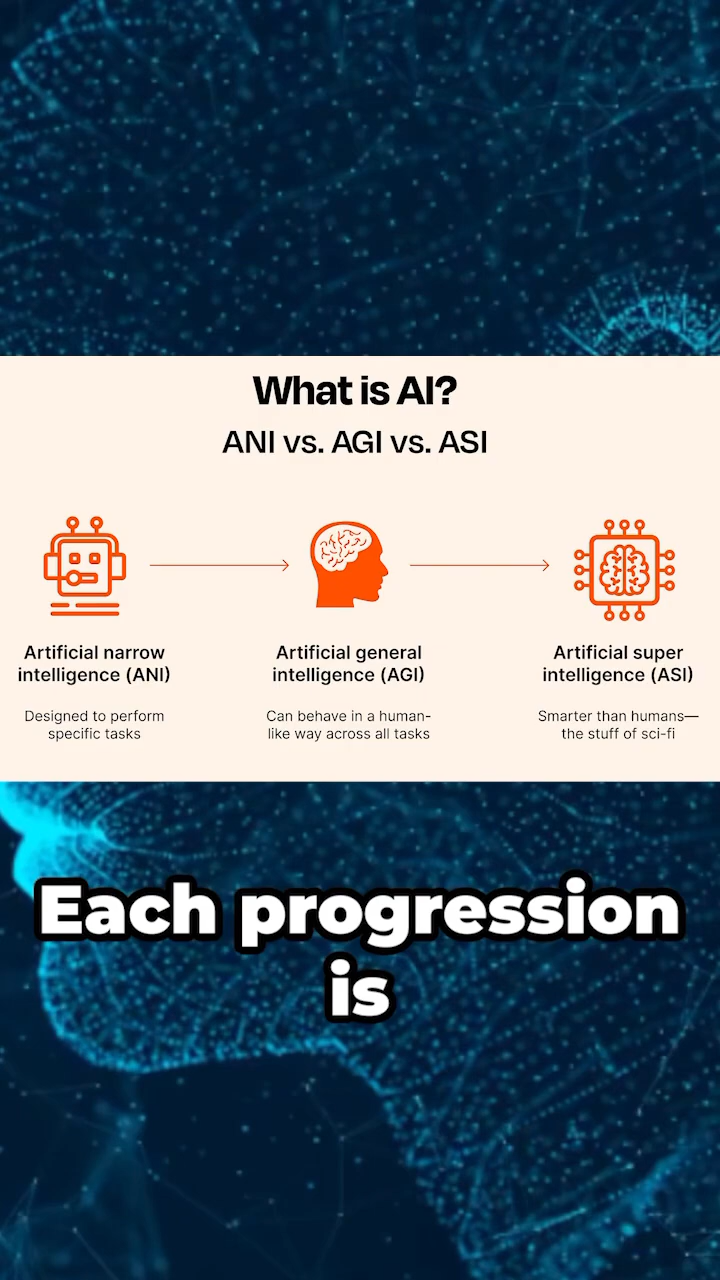 What is AI?
ANI vs. AGI vs. ASI
Artificial narrow
intelligence (ANI)
Designed to perform
specific tasks
Artificial general
intelligence (AGI)
Can behave in a human-
like way across all tasks
Artificial super
intelligence (ASI)
Smarter than humans—
the stuff of sci-fi
Each progression
is